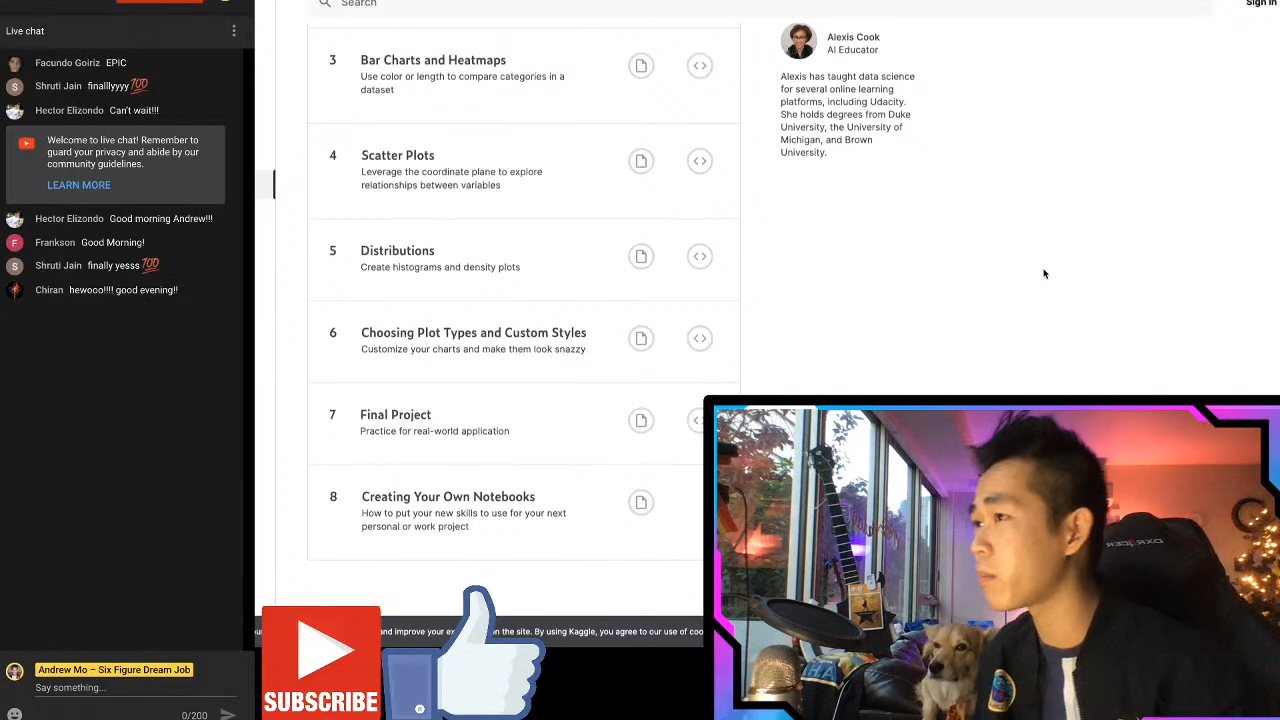 Search
Sign In
Live chat
Facundo Goriz EPIC
Shruti Jain finalllyyyy 💯
Hector Elizondo Can't wait!!!
Welcome to live chat! Remember to
guard your privacy and abide by our
community guidelines.
LEARN MORE
Hector Elizondo Good morning Andrew!!!
F
Frankson Good Morning!
S
Shruti Jain finally yesss 💯
Chiran hewooo!!!! good evening!!
Andrew Mo – Six Figure Dream Job
Say something...
0/200
3 Bar Charts and Heatmaps
Use color or length to compare categories in a
dataset
4 Scatter Plots
Leverage the coordinate plane to explore
relationships between variables
5 Distributions
Create histograms and density plots
6 Choosing Plot Types and Custom Styles
Customize your charts and make them look snazzy
7 Final Project
Practice for real-world application
8 Creating Your Own Notebooks
How to put your new skills to use for your next
personal or work project
Alexis Cook
AI Educator
Alexis has taught data science
for several online learning
platforms, including Udacity.
She holds degrees from Duke
University, the University of
Michigan, and Brown
University.
and improve your ex
on the site. By using Kaggle, you agree to our use of coo
SUBSCRIBE